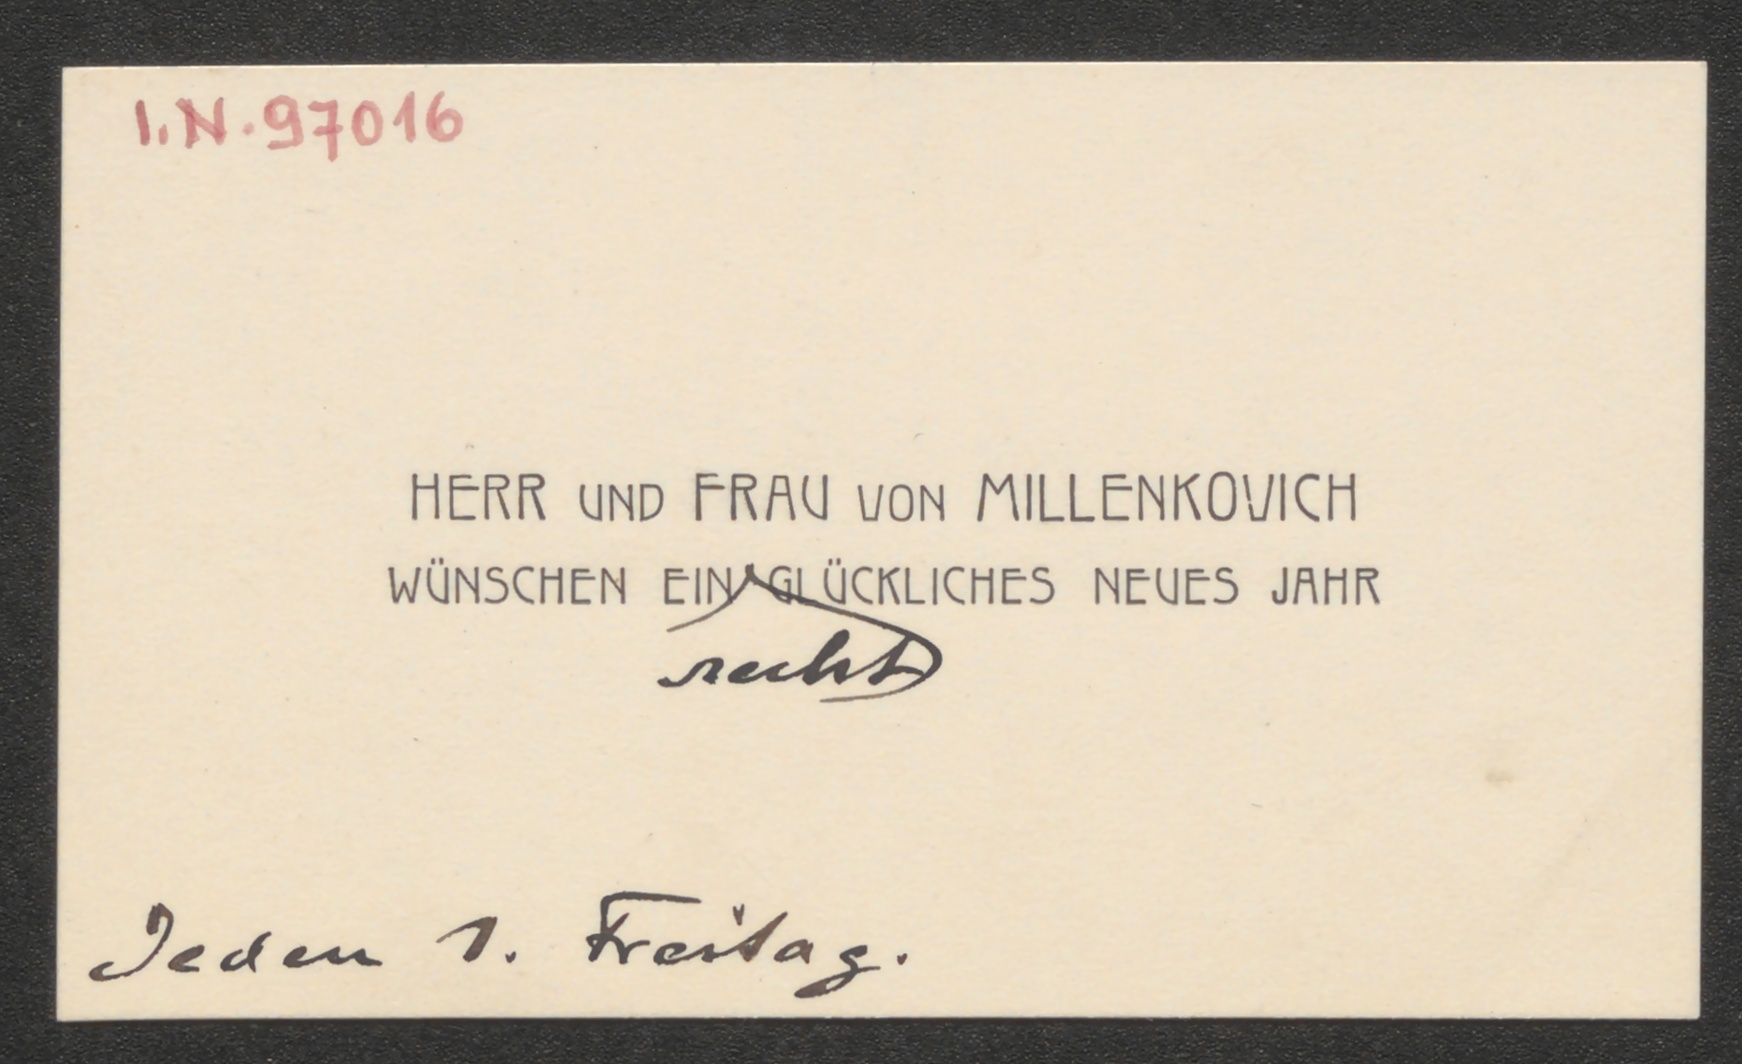 I.N. 97016
HERR UND FRAU VON MILLENKOVICH
WÜNSCHEN EIN GLÜCKLICHES NEUES JAHR
recht
Jeden 1. Freitag.